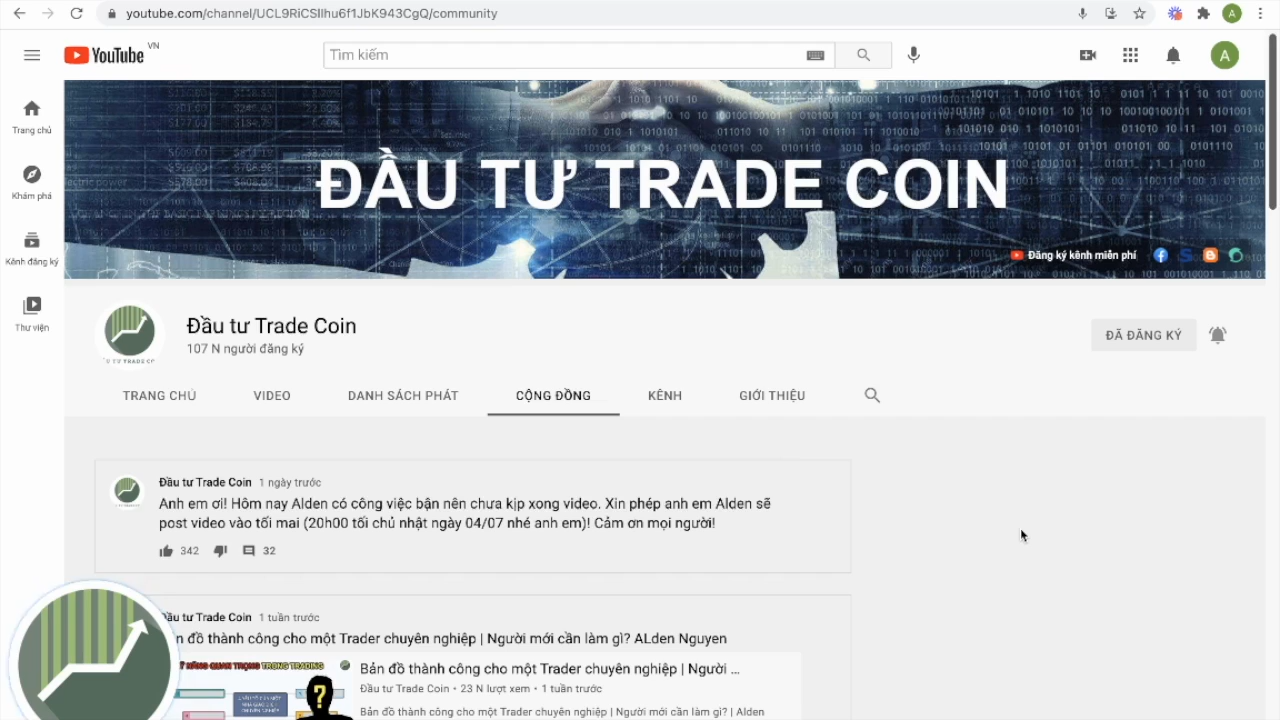 youtube.com/channel/UCL9RiCSIIhu6f1JbK943CgQ/community
A
YouTube VN
Tìm kiếm
A
Trang chủ
Khám phá
Kênh đăng ký
Thư viện
ĐẦU TƯ TRADE COIN
Đăng ký kênh miễn phí
Đầu tư Trade Coin
107 N người đăng ký
ĐÃ ĐĂNG KÝ
TRANG CHỦ VIDEO DANH SÁCH PHÁT CỘNG ĐỒNG KÊNH GIỚI THIỆU
Đầu tư Trade Coin 1 ngày trước
Anh em ơi! Hôm nay Alden có công việc bận nên chưa kịp xong video. Xin phép anh em Alden sẽ
post video vào tối mai (20h00 tối chủ nhật ngày 04/07 nhé anh em)! Cảm ơn mọi người!
342 32
Đầu tư Trade Coin 1 tuần trước
đồ thành công cho một Trader chuyên nghiệp | Người mới cần làm gì? ALden Nguyen
NĂNG QUAN TRỌNG TRONG TRADING
?
Bản đồ thành công cho một Trader chuyên nghiệp | Người ...
Đầu tư Trade Coin • 23 N lượt xem • 1 tuần trước
Bản đồ thành công cho một Trader chuyên nghiệp | Người mới cần làm gì? | Alden